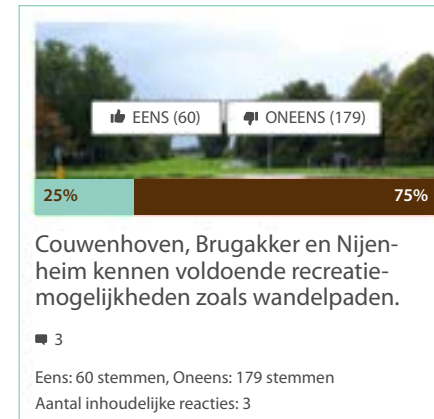 EENS (60) ONEENS (179)
25% 75%
Couwenhoven, Brugakker en Nijen-
heim kennen voldoende recreatie-
mogelijkheden zoals wandelpaden.
3
Eens: 60 stemmen, Oneens: 179 stemmen
Aantal inhoudelijke reacties: 3